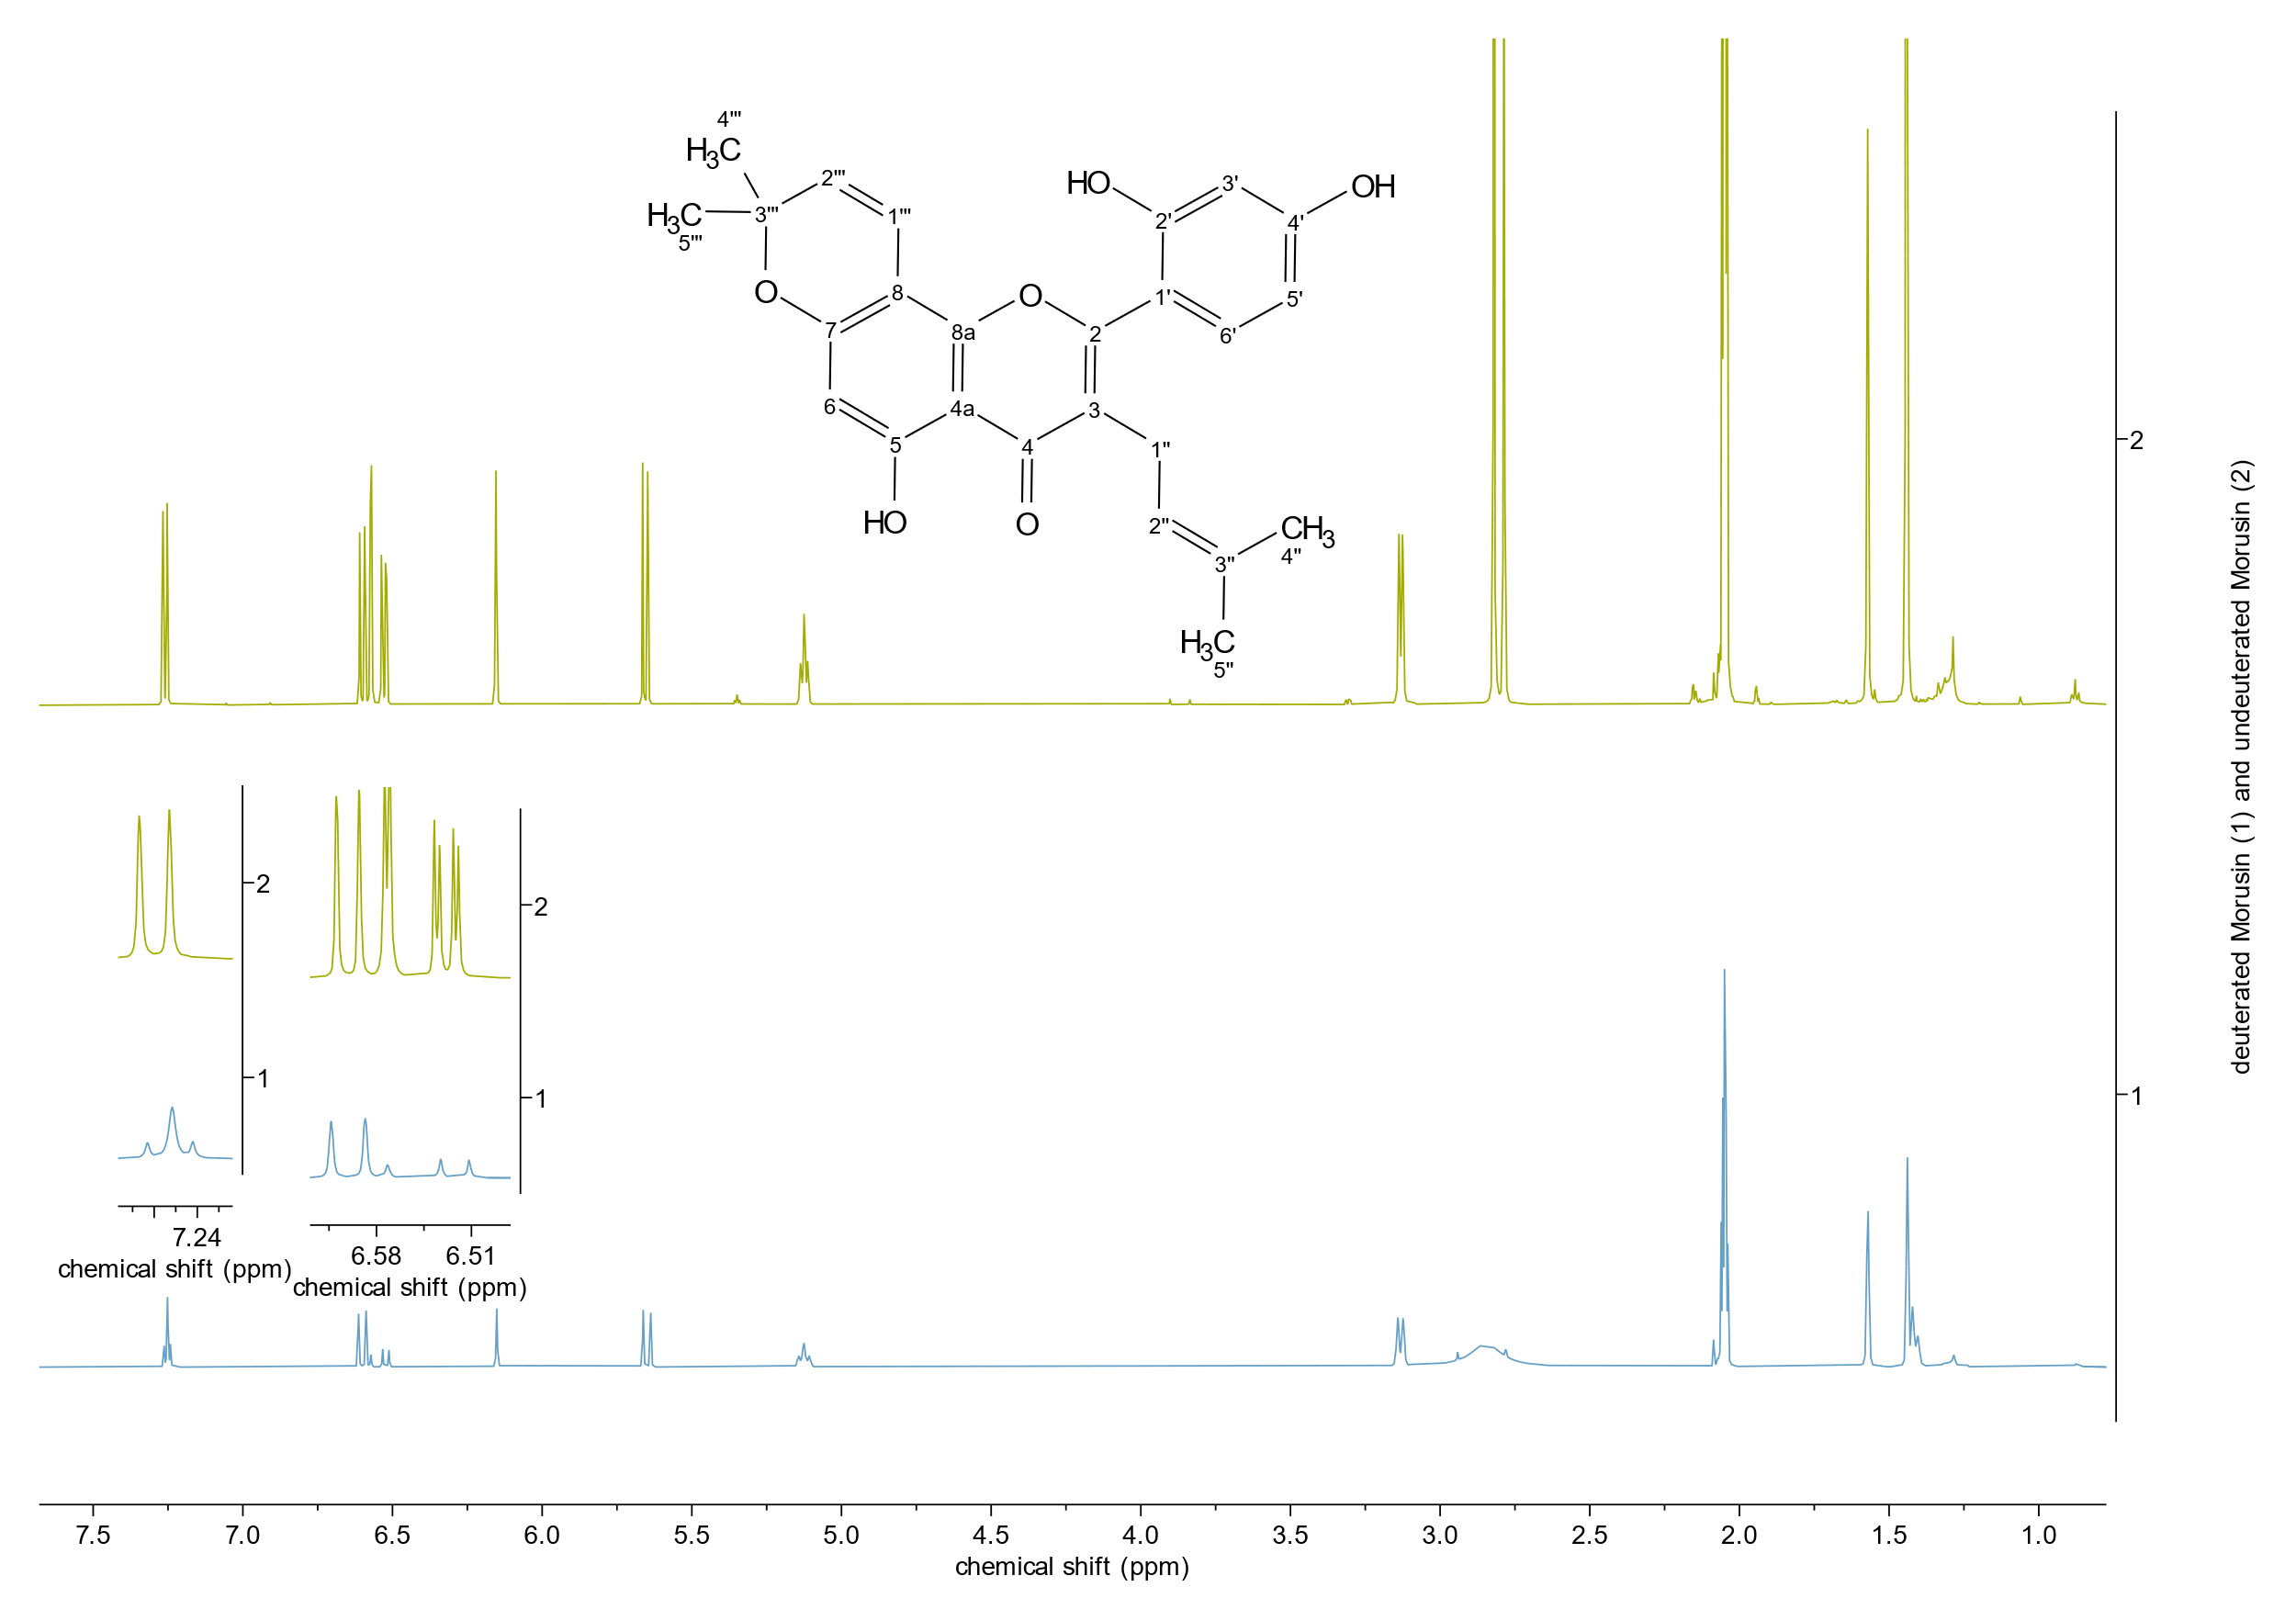 4'''
H3C
2'''
HO
3'
OH
H3C
3'''
1'''
2'
4'
5'''
O
8
O
1'
5'
7
8a
2
6'
6
4a
3
2
5
4
1"
HO
O
2"
CH3
3"
4"
H3C
5"
deuterated Morusin (1) and undeuterated Morusin (2)
2
2
1
1
1
7.24
chemical shift (ppm)
6.58 6.51
chemical shift (ppm)
7.5 7.0 6.5 6.0 5.5 5.0 4.5 4.0 3.5 3.0 2.5 2.0 1.5 1.0
chemical shift (ppm)